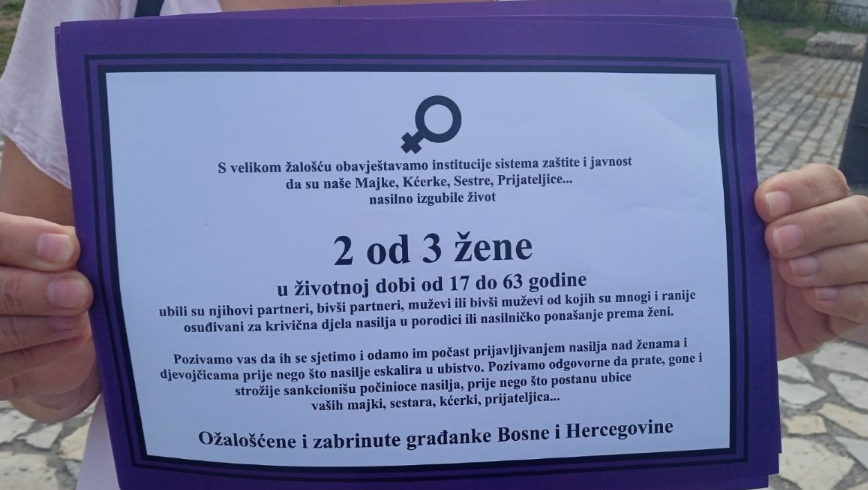 S velikom žalošću obavještavamo institucije sistema zaštite i javnost
da su naše Majke, Kćerke, Sestre, Prijateljice...
nasilno izgubile život
2 od 3 žene
u životnoj dobi od 17 do 63 godine
ubili su njihovi partneri, bivši partneri, muževi ili bivši muževi od kojih su mnogi i ranije
osuđivani za krivična djela nasilja u porodici ili nasilničko ponašanje prema ženi.
Pozivamo vas da ih se sjetimo i odamo im počast prijavljivanjem nasilja nad ženama i
djevojčicama prije nego što nasilje eskalira u ubistvo. Pozivamo odgovorne da prate, gone i
strožije sankcionišu počinioce nasilja, prije nego što postanu ubice
vaših majki, sestara, kćerki, prijateljica...
Ožalošćene i zabrinute građanke Bosne i Hercegovine